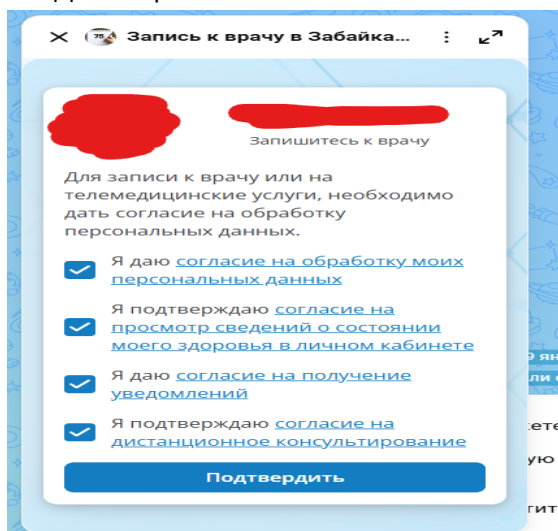 Запись к врачу в Забайка...
75
Запишитесь к врачу
Для записи к врачу или на
телемедицинские услуги, необходимо
дать согласие на обработку
персональных данных.
Я даю согласие на обработку моих
персональных данных
Я подтверждаю согласие на
просмотр сведений о состоянии
моего здоровья в личном кабинете
Я даю согласие на получение
уведомлений
Я подтверждаю согласие на
дистанционное консультирование
Подтвердить